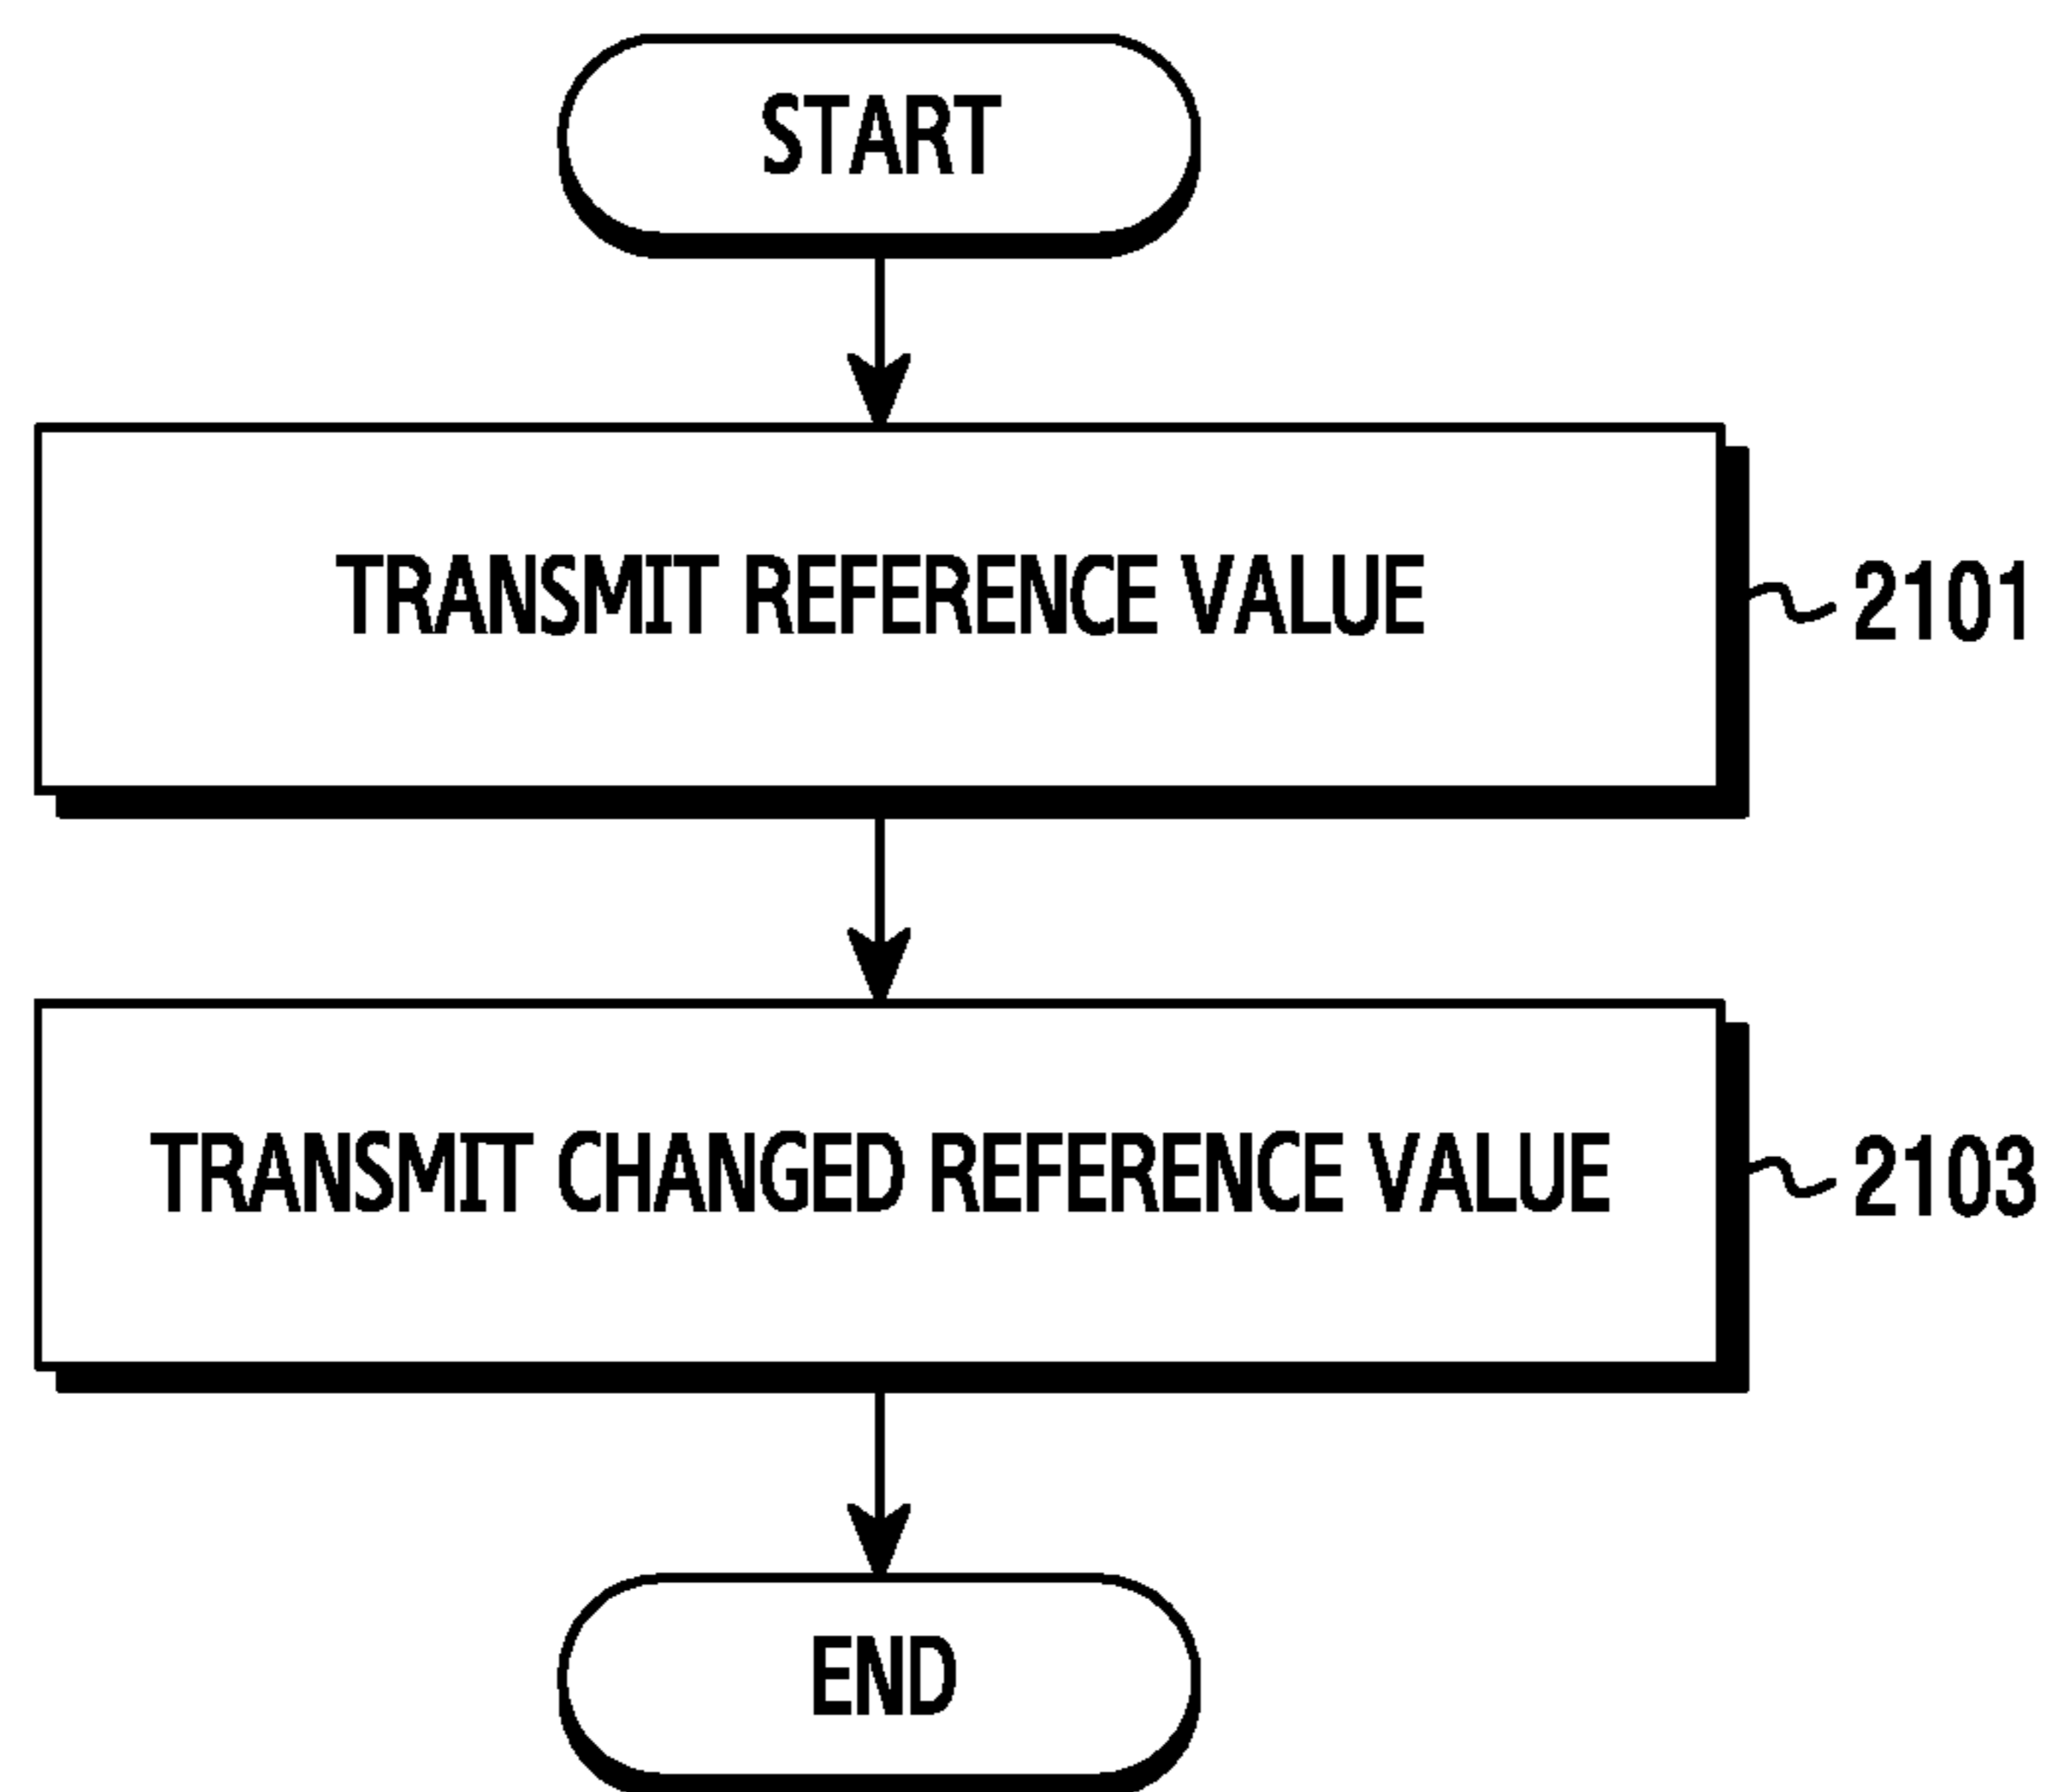 START
TRANSMIT REFERENCE VALUE
2101
TRANSMIT CHANGED REFERENCE VALUE
2103
END